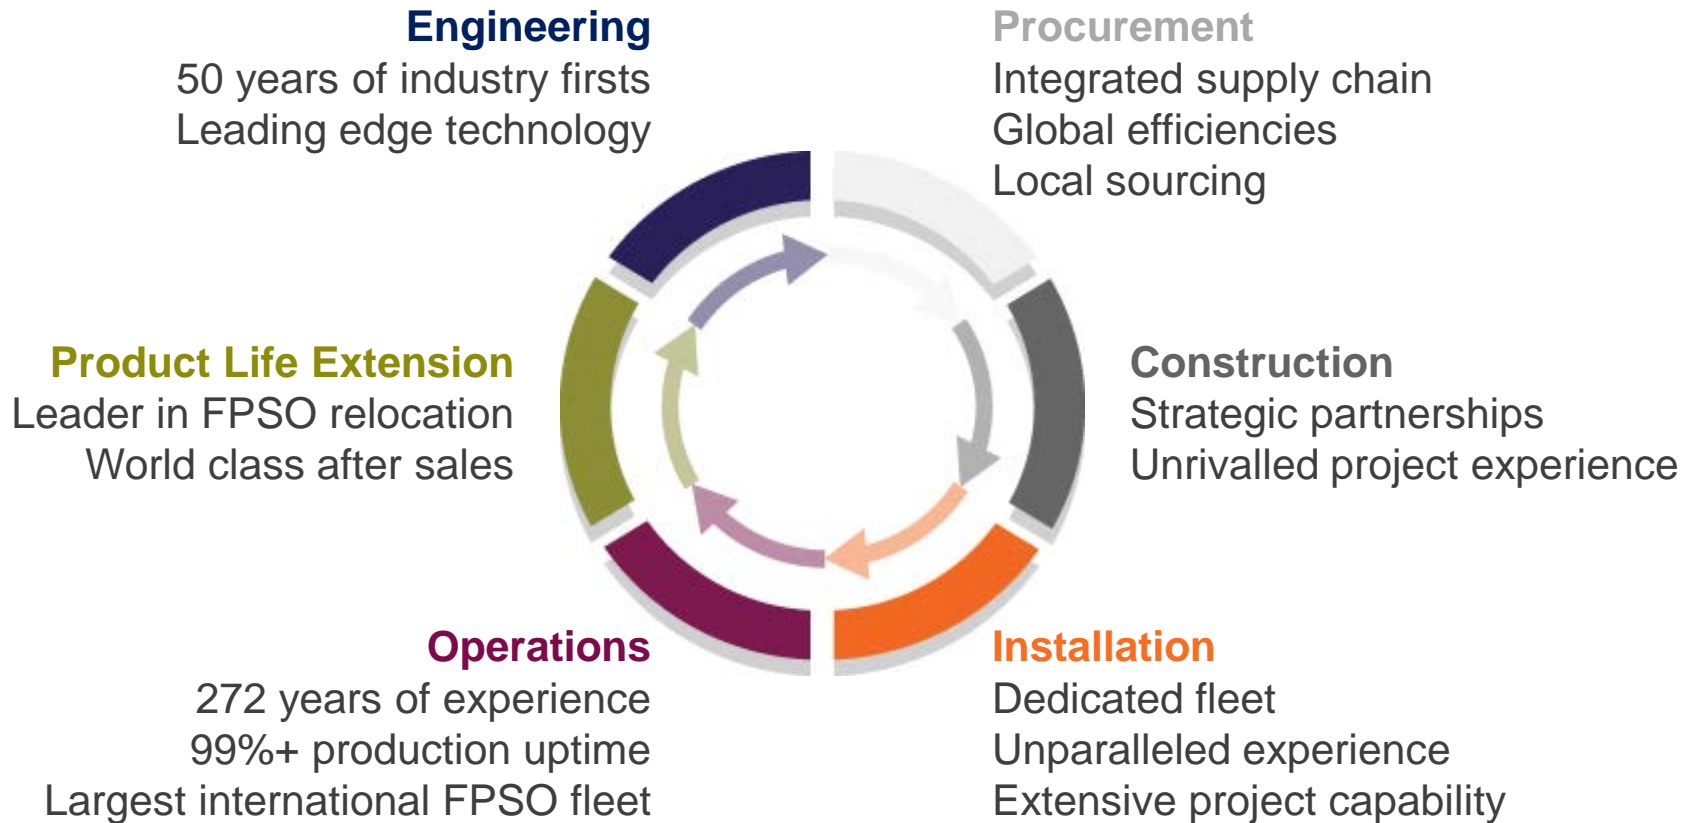 Engineering
50 years of industry firsts
Leading edge technology
Procurement
Integrated supply chain
Global efficiencies
Local sourcing
Product Life Extension
Leader in FPSO relocation
World class after sales
Construction
Strategic partnerships
Unrivalled project experience
Operations
272 years of experience
99%+ production uptime
Largest international FPSO fleet
Installation
Dedicated fleet
Unparalleled experience
Extensive project capability